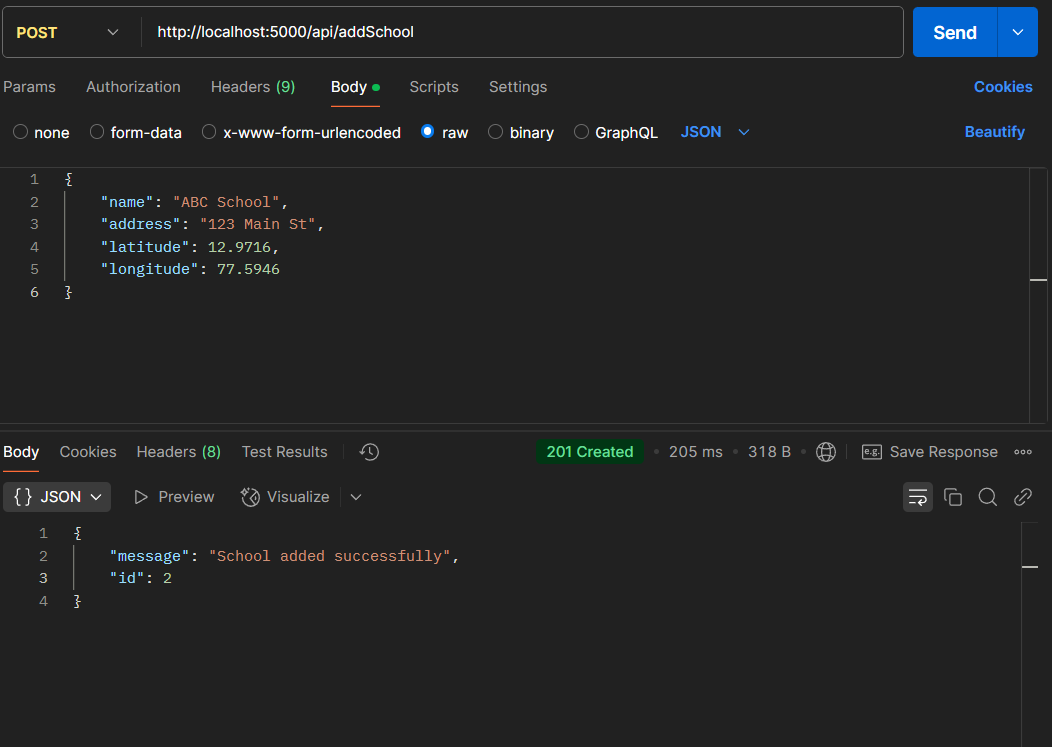 POST http://localhost:5000/api/addSchool Send
Params Authorization Headers (9) Body Scripts Settings Cookies
none form-data x-www-form-urlencoded raw binary GraphQL JSON Beautify
1 {
2 "name": "ABC School",
3 "address": "123 Main St",
4 "latitude": 12.9716,
5 "longitude": 77.5946
6 }
Body Cookies Headers (8) Test Results 201 Created • 205 ms • 318 B • e.g. Save Response
{} JSON Preview Visualize
1 {
2 "message": "School added successfully",
3 "id": 2
4 }